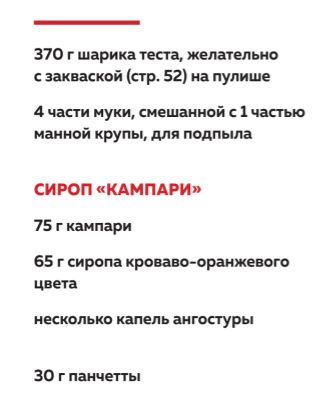 370 г шарика теста, желательно
с закваской (стр. 52) на пулише
4 части муки, смешанной с 1 частью
манной крупы, для подпыла
СИРОП «КАМПАРИ»
75 г кампари
65 г сиропа кроваво-оранжевого
цвета
несколько капель ангостуры
30 г панчетты